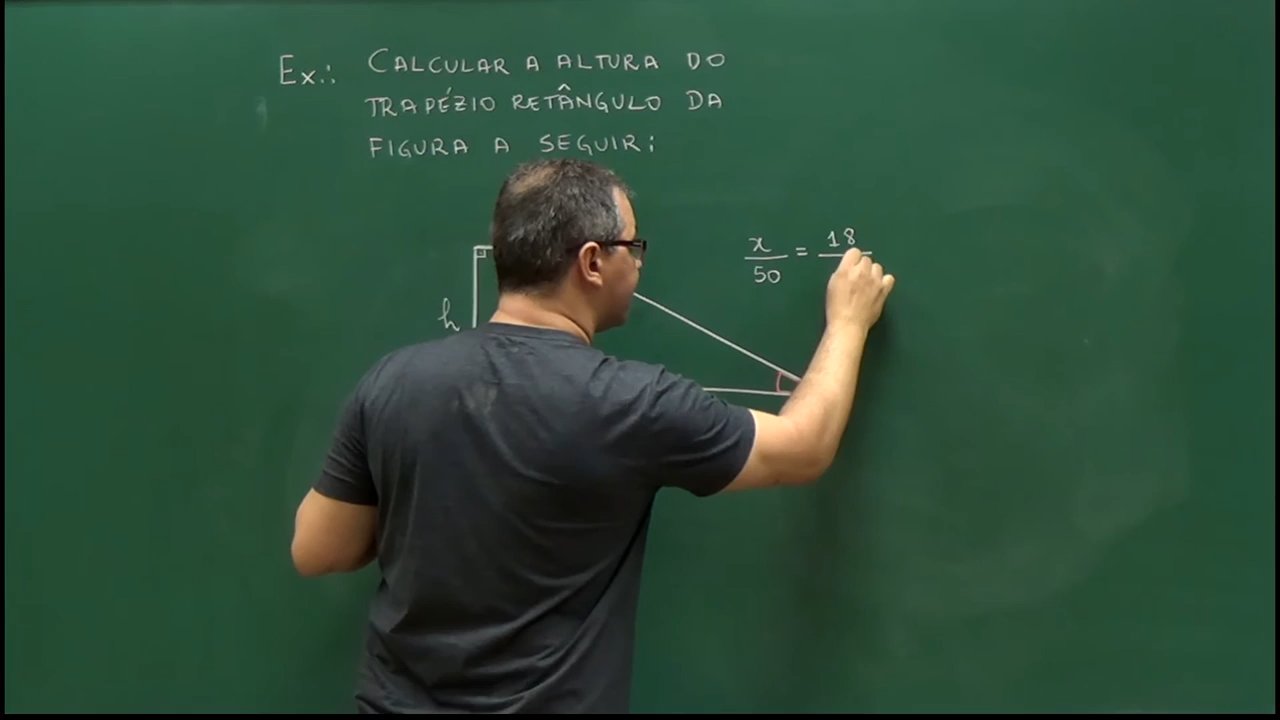 Ex.: CALCULAR A ALTURA DO
TRAPÉZIO RETÂNGULO DA
FIGURA A SEGUIR:
x/50 = 18/
h